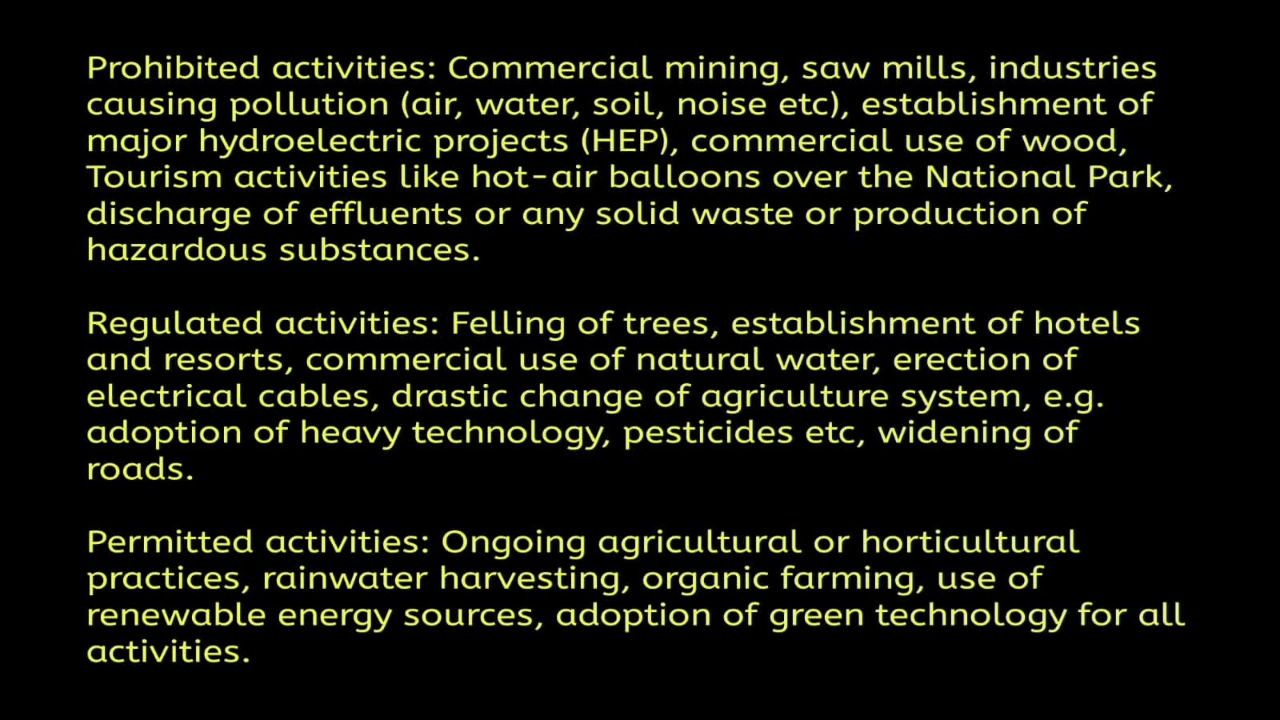 Prohibited activities: Commercial mining, saw mills, industries
causing pollution (air, water, soil, noise etc), establishment of
major hydroelectric projects (HEP), commercial use of wood,
Tourism activities like hot-air balloons over the National Park,
discharge of effluents or any solid waste or production of
hazardous substances.
Regulated activities: Felling of trees, establishment of hotels
and resorts, commercial use of natural water, erection of
electrical cables, drastic change of agriculture system, e.g.
adoption of heavy technology, pesticides etc, widening of
roads.
Permitted activities: Ongoing agricultural or horticultural
practices, rainwater harvesting, organic farming, use of
renewable energy sources, adoption of green technology for all
activities.